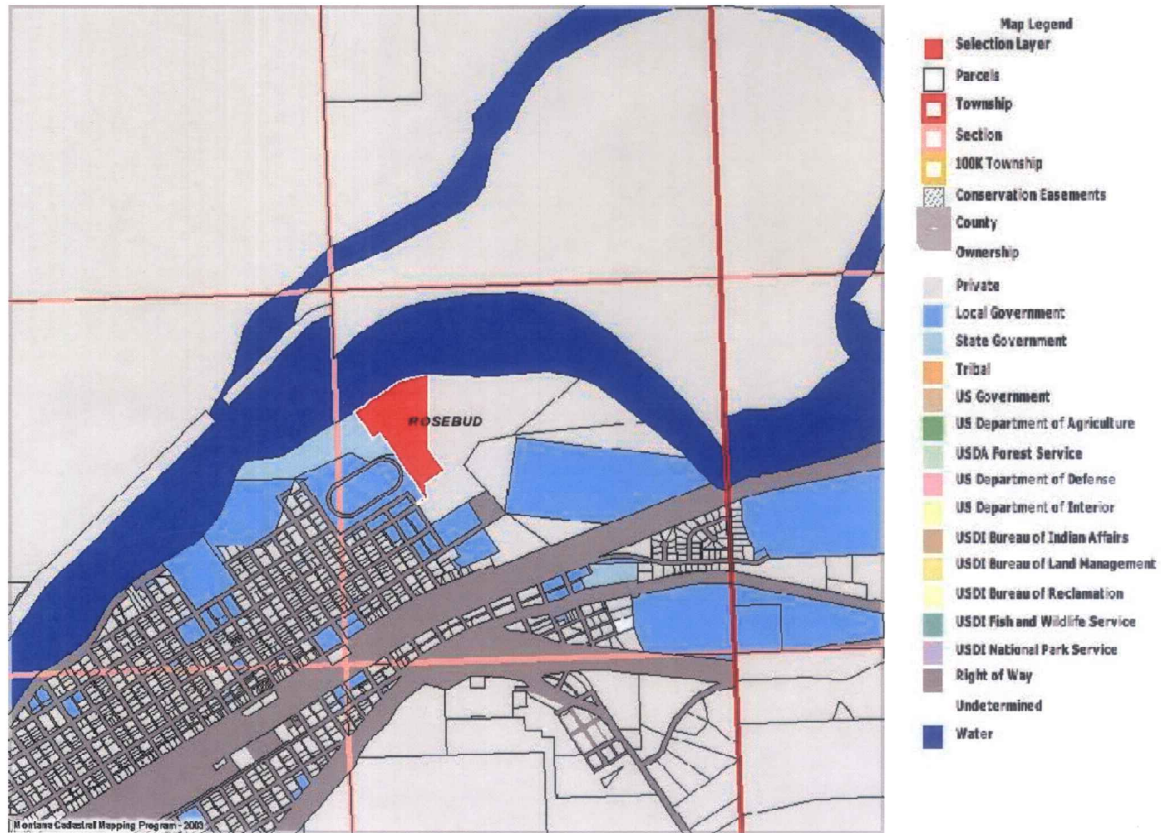 Map Legend
Selection Layer
Parcels
Township
Section
100K Township
Conservation Easements
County
Ownership
Private
Local Government
State Government
Tribal
US Government
US Department of Agriculture
USDA Forest Service
US Department of Defense
US Department of Interior
USDI Bureau of Indian Affairs
USDI Bureau of Land Management
USDI Bureau of Reclamation
USDI Fish and Wildlife Service
USDI National Park Service
Right of Way
Undetermined
Water
ROSEBUD
Montana Cadastral Mapping Program - 2003